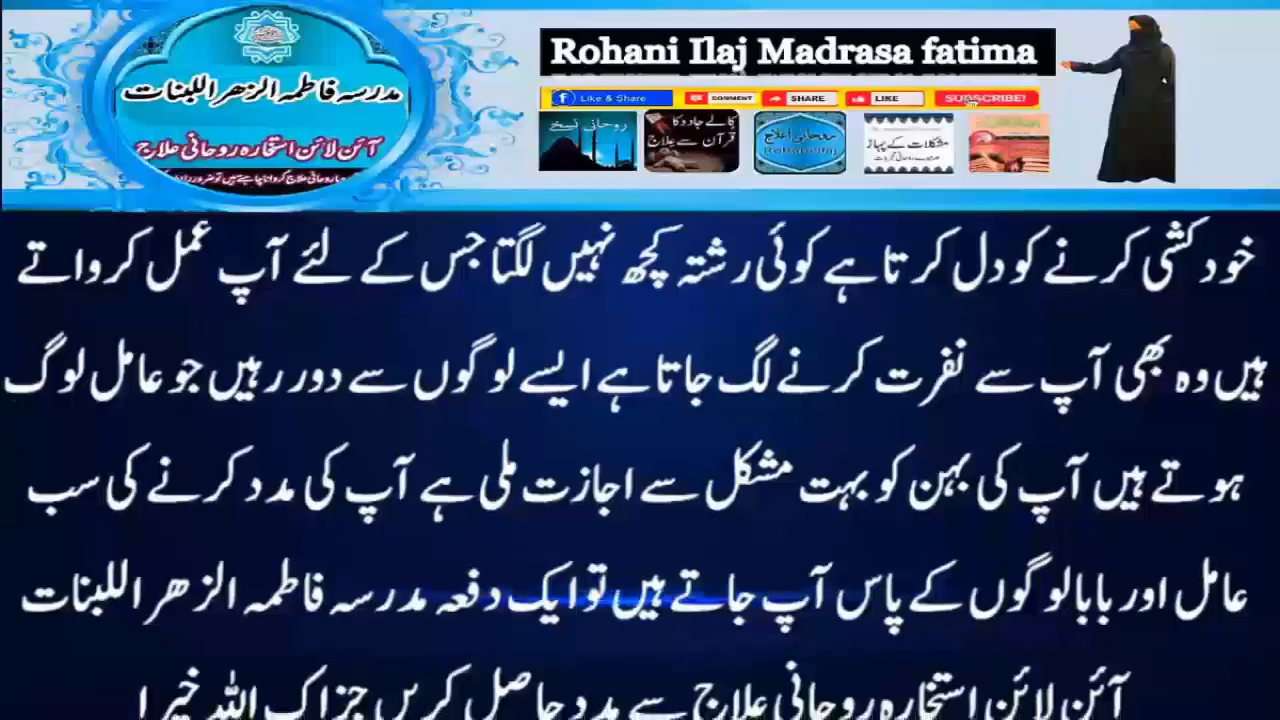 مدرسہ فاطمہ الزھرا اللبنات
آئن لائن استخارہ روحانی علاج
Rohani Ilaj Madrasa fatima
Like & Share
COMMENT
SHARE
LIKE
SUBSCRIBE!
روحانی نسخے
کالے جادو کا
قرآن سے علاج
روحانی علاج
مشکلات کے پہاڑ
خود کشی کرنے کو دل کرتا ہے کوئی رشتہ کچھ نہیں لگتا جس کے لئے آپ عمل کرواتے
ہیں وہ بھی آپ سے نفرت کرنے لگ جاتا ہے ایسے لوگوں سے دور رہیں جو عامل لوگ
ہوتے ہیں آپ کی بہن کو بہت مشکل سے اجازت ملی ہے آپ کی مدد کرنے کی سب
عامل اور بابا لوگوں کے پاس آپ جاتے ہیں تو ایک دفعہ مدرسہ فاطمہ الزھرا اللبنات
آئن لائن استخارہ روحانی علاج سے مدد حاصل کریں جزاک اللہ خیرا